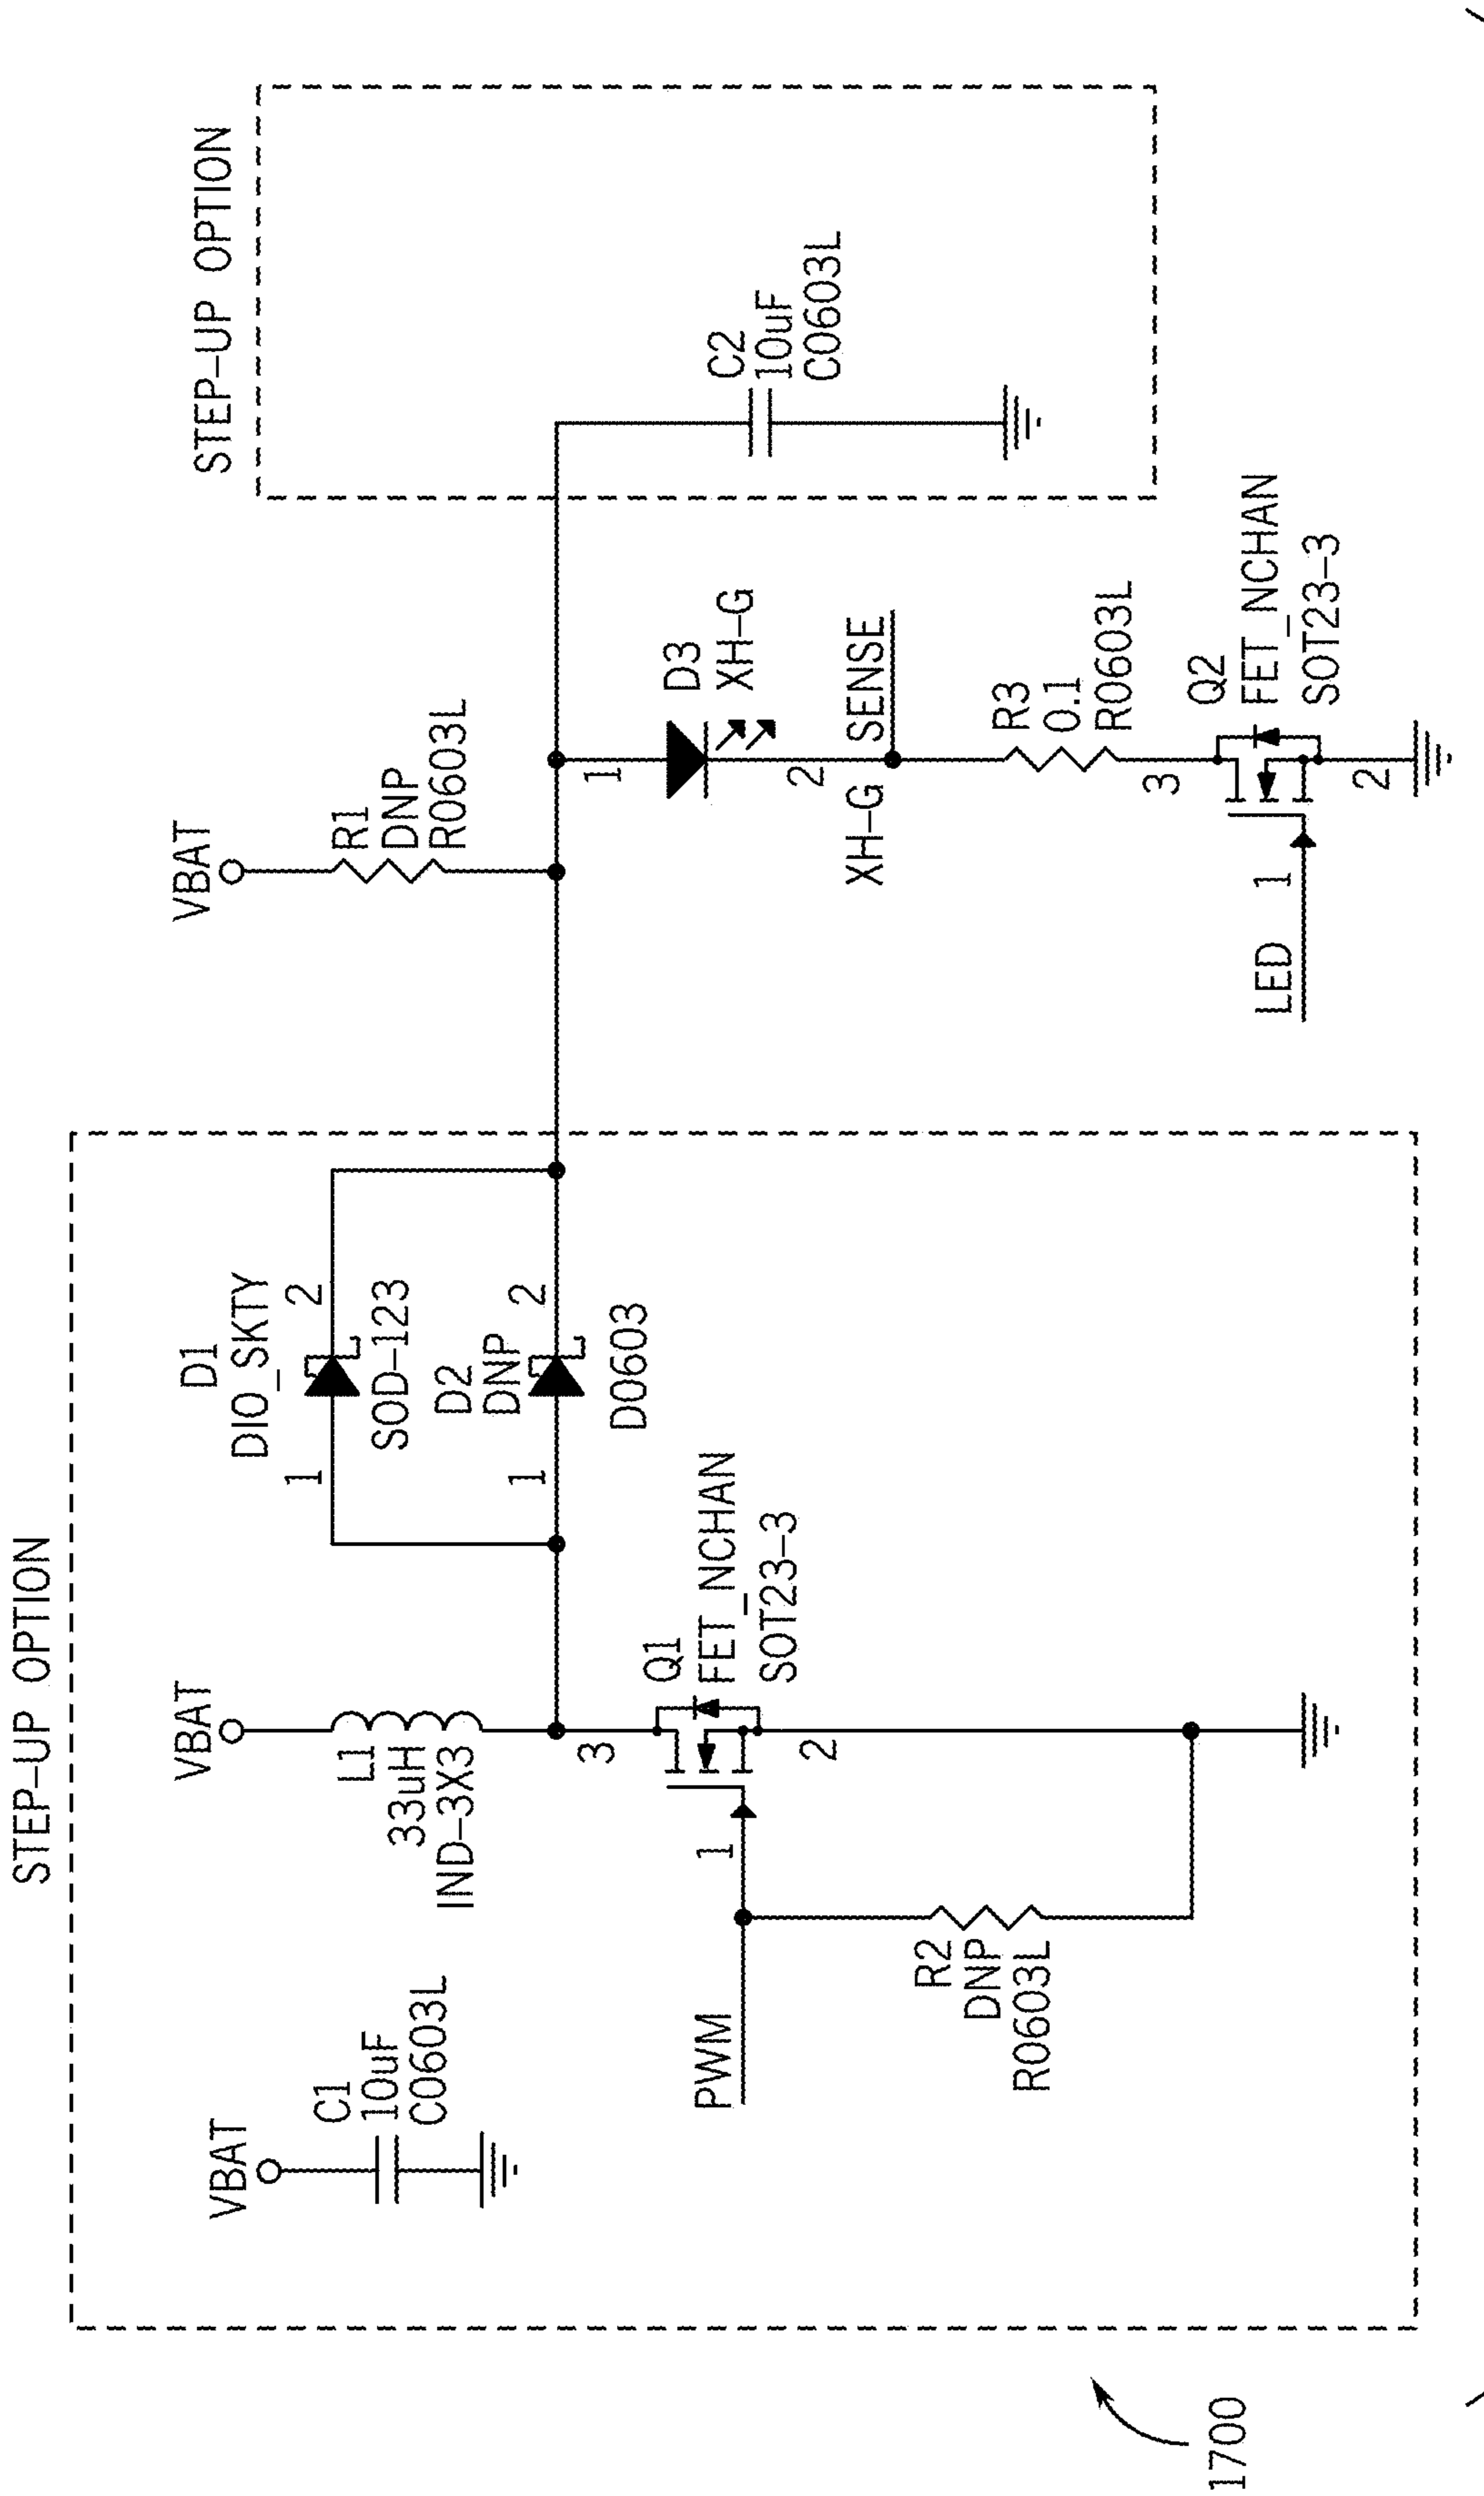 STEP-UP OPTION
VBAT
C1
10uF
C0603L
VBAT
L1
33uH
IND-3X3
PWM
1
3
2
Q1
FET_NCHAN
SOT23-3
R2
DNP
R0603L
D1
DIO_SKTY
1
2
SOD-123
D2
DNP
1
2
D0603
VBAT
R1
DNP
R0603L
1
D3
XH-G
2
XH-G
SENSE
R3
0.1
R0603L
LED
1
3
2
Q2
FET_NCHAN
SOT23-3
STEP-UP OPTION
C2
10uF
C0603L
1700